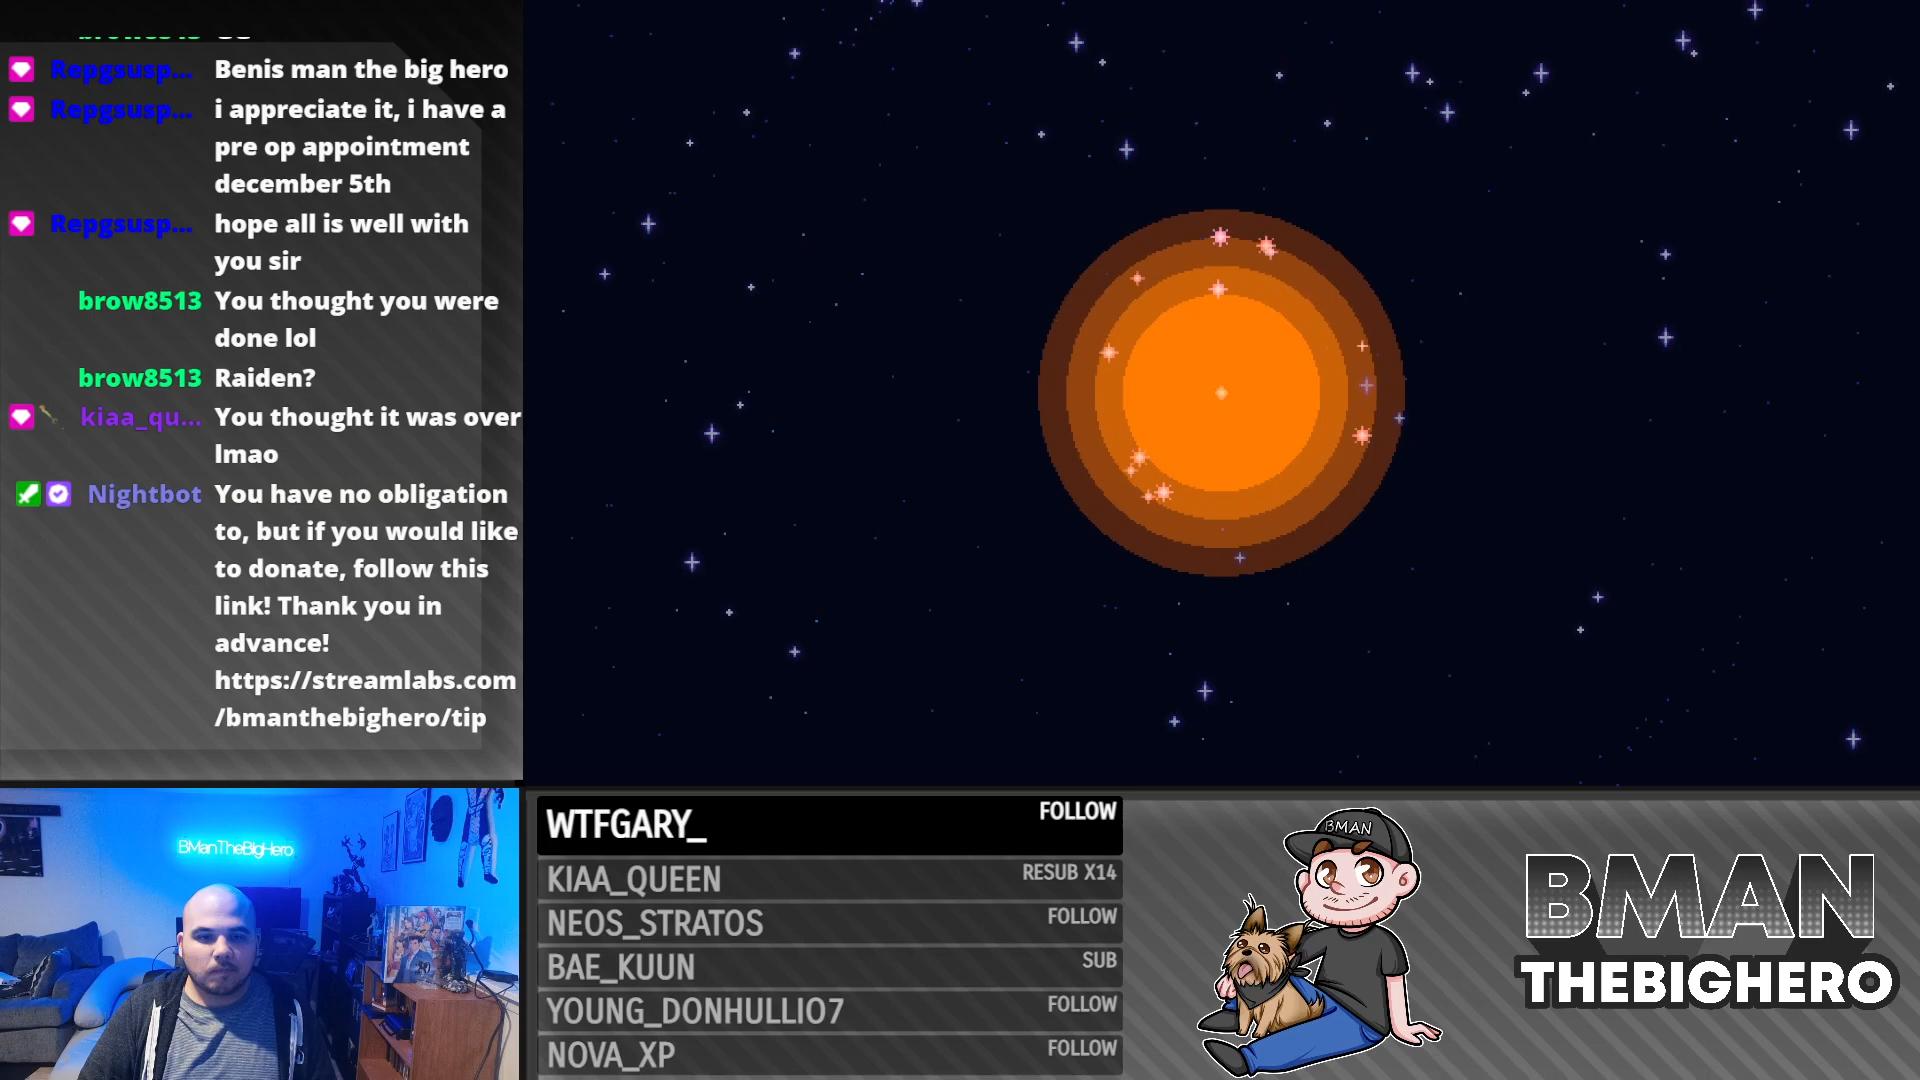 Repgsusp... Benis man the big hero
Repgsusp... i appreciate it, i have a
pre op appointment
december 5th
Repgsusp... hope all is well with
you sir
brow8513 You thought you were
done lol
brow8513 Raiden?
kiaa_qu... You thought it was over
lmao
Nightbot You have no obligation
to, but if you would like
to donate, follow this
link! Thank you in
advance!
https://streamlabs.com
/bmanthebighero/tip
BManTheBigHero
WTFGARY_ FOLLOW
KIAA_QUEEN RESUB X14
NEOS_STRATOS FOLLOW
BAE_KUUN SUB
YOUNG_DONHULLIO7 FOLLOW
NOVA_XP FOLLOW
BMAN
BMAN
THEBIGHERO